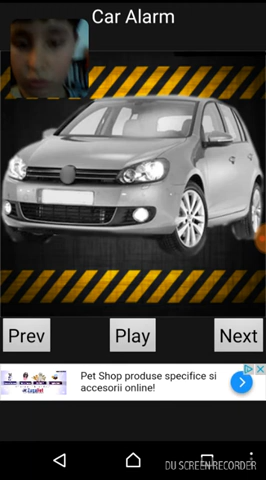 Car Alarm
Prev
Play
Next
Pet Shop produse specifice si
accesorii online!
DU SCREEN RECORDER